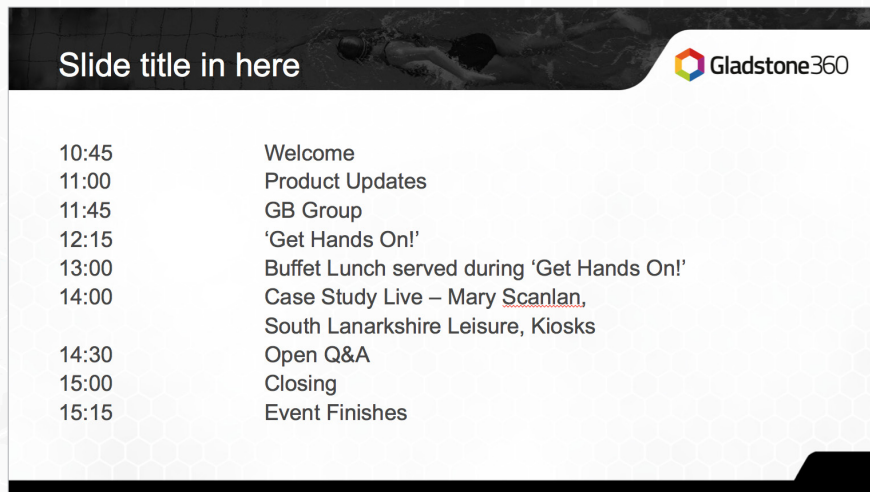 Slide title in here
Gladstone360
10:45 Welcome
11:00 Product Updates
11:45 GB Group
12:15 ‘Get Hands On!’
13:00 Buffet Lunch served during ‘Get Hands On!’
14:00 Case Study Live – Mary Scanlan,
South Lanarkshire Leisure, Kiosks
14:30 Open Q&A
15:00 Closing
15:15 Event Finishes